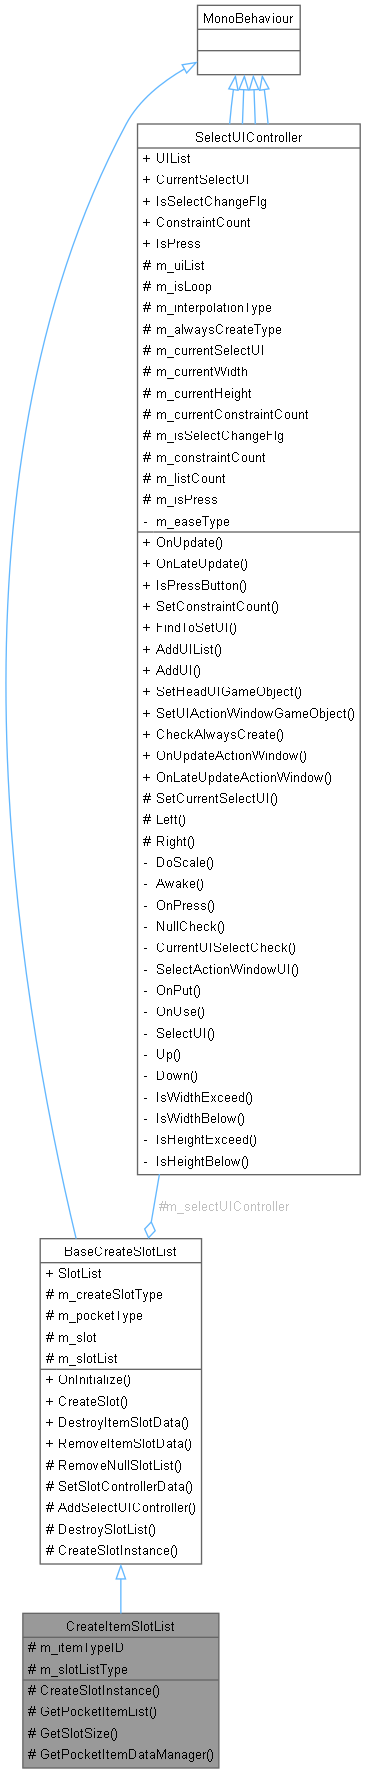 MonoBehaviour
SelectUIController
+ UIList
+ CurrentSelectUI
+ IsSelectChangeFlg
+ ConstraintCount
+ IsPress
# m_uiList
# m_isLoop
# m_interpolationType
# m_alwaysCreateType
# m_currentSelectUI
# m_currentWidth
# m_currentHeight
# m_currentConstraintCount
# m_isSelectChangeFlg
# m_constraintCount
# m_listCount
# m_isPress
- m_easeType
+ OnUpdate()
+ OnLateUpdate()
+ IsPressButton()
+ SetConstraintCount()
+ FindToSetUI()
+ AddUIList()
+ AddUI()
+ SetHeadUIGameObject()
+ SetUIActionWindowGameObject()
+ CheckAlwaysCreate()
+ OnUpdateActionWindow()
+ OnLateUpdateActionWindow()
# SetCurrentSelectUI()
# Left()
# Right()
- DoScale()
- Awake()
- OnPress()
- NullCheck()
- CurrentUISelectCheck()
- SelectActionWindowUI()
- OnPut()
- OnUse()
- SelectUI()
- Up()
- Down()
- IsWidthExceed()
- IsWidthBelow()
- IsHeightExceed()
- IsHeightBelow()
#m_selectUIController
BaseCreateSlotList
+ SlotList
# m_createSlotType
# m_pocketType
# m_slot
# m_slotList
+ OnInitialize()
+ CreateSlot()
+ DestroyItemSlotData()
+ RemoveItemSlotData()
# RemoveNullSlotList()
# SetSlotControllerData()
# AddSelectUIController()
# DestroySlotList()
# CreateSlotInstance()
CreateItemSlotList
# m_itemTypeID
# m_slotListType
# CreateSlotInstance()
# GetPocketItemList()
# GetSlotSize()
# GetPocketItemDataManager()